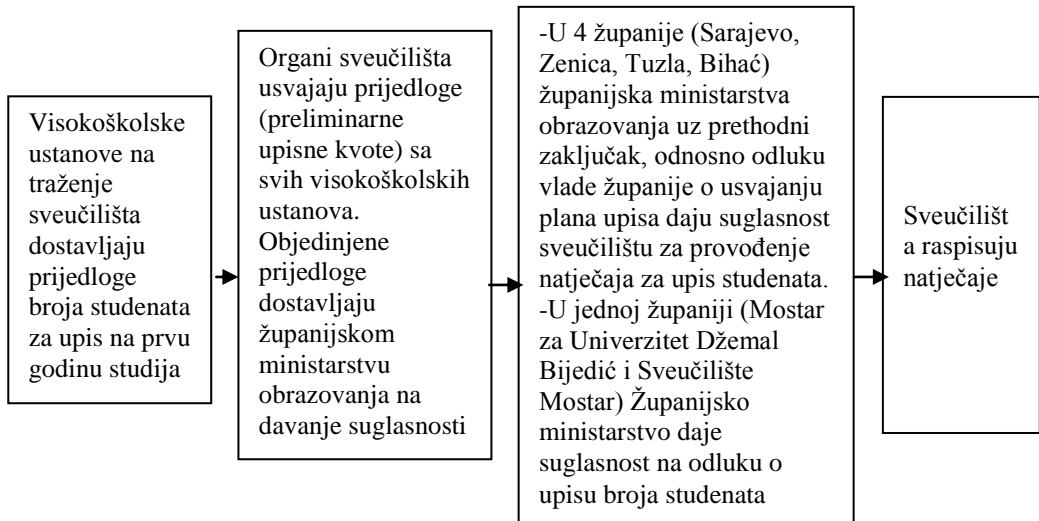 Visokoškolske
ustanove na
traženje
sveučilišta
dostavljaju
prijedloge
broja studenata
za upis na prvu
godinu studija
Organi sveučilišta
usvajaju prijedloge
(preliminarne
upisne kvote) sa
svih visokoškolskih
ustanova.
Objedinjene
prijedloge
dostavljaju
županijskom
ministarstvu
obrazovanja na
davanje suglasnosti
-U 4 županije (Sarajevo,
Zenica, Tuzla, Bihać)
županijska ministarstva
obrazovanja uz prethodni
zaključak, odnosno odluku
vlade županije o usvajanju
plana upisa daju suglasnost
sveučilištu za provođenje
natječaja za upis studenata.
-U jednoj županiji (Mostar
za Univerzitet Džemal
Bijedić i Sveučilište
Mostar) Županijsko
ministarstvo daje
suglasnost na odluku o
upisu broja studenata
Sveučilišt
a raspisuju
natječaje